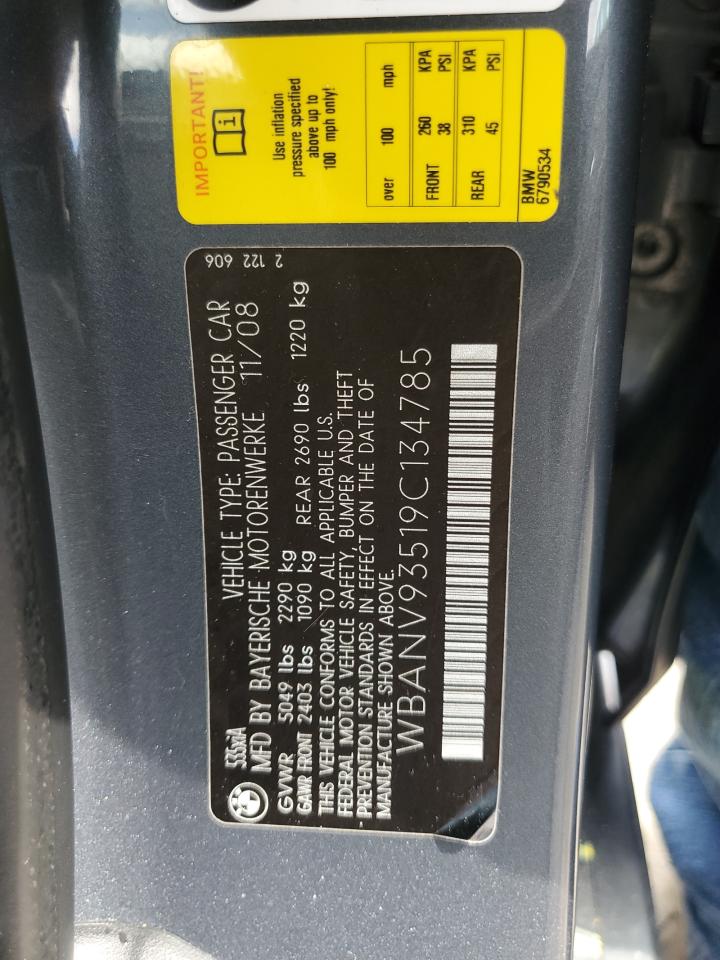 IMPORTANT!
Use inflation
pressure specified
above up to
100 mph only!
over 100 mph
FRONT 260 KPA
38 PSI
REAR 310 KPA
45 PSI
BMW
6790534
2 122 606
BMW
535xiA VEHICLE TYPE: PASSENGER CAR
MFD BY BAYERISCHE MOTORENWERKE 11/08
GVWR 5049 lbs 2290 kg
GAWR FRONT 2403 lbs 1090 kg REAR 2690 lbs 1220 kg
THIS VEHICLE CONFORMS TO ALL APPLICABLE U.S.
FEDERAL MOTOR VEHICLE SAFETY, BUMPER AND THEFT
PREVENTION STANDARDS IN EFFECT ON THE DATE OF
MANUFACTURE SHOWN ABOVE.
WBANV93519C134785